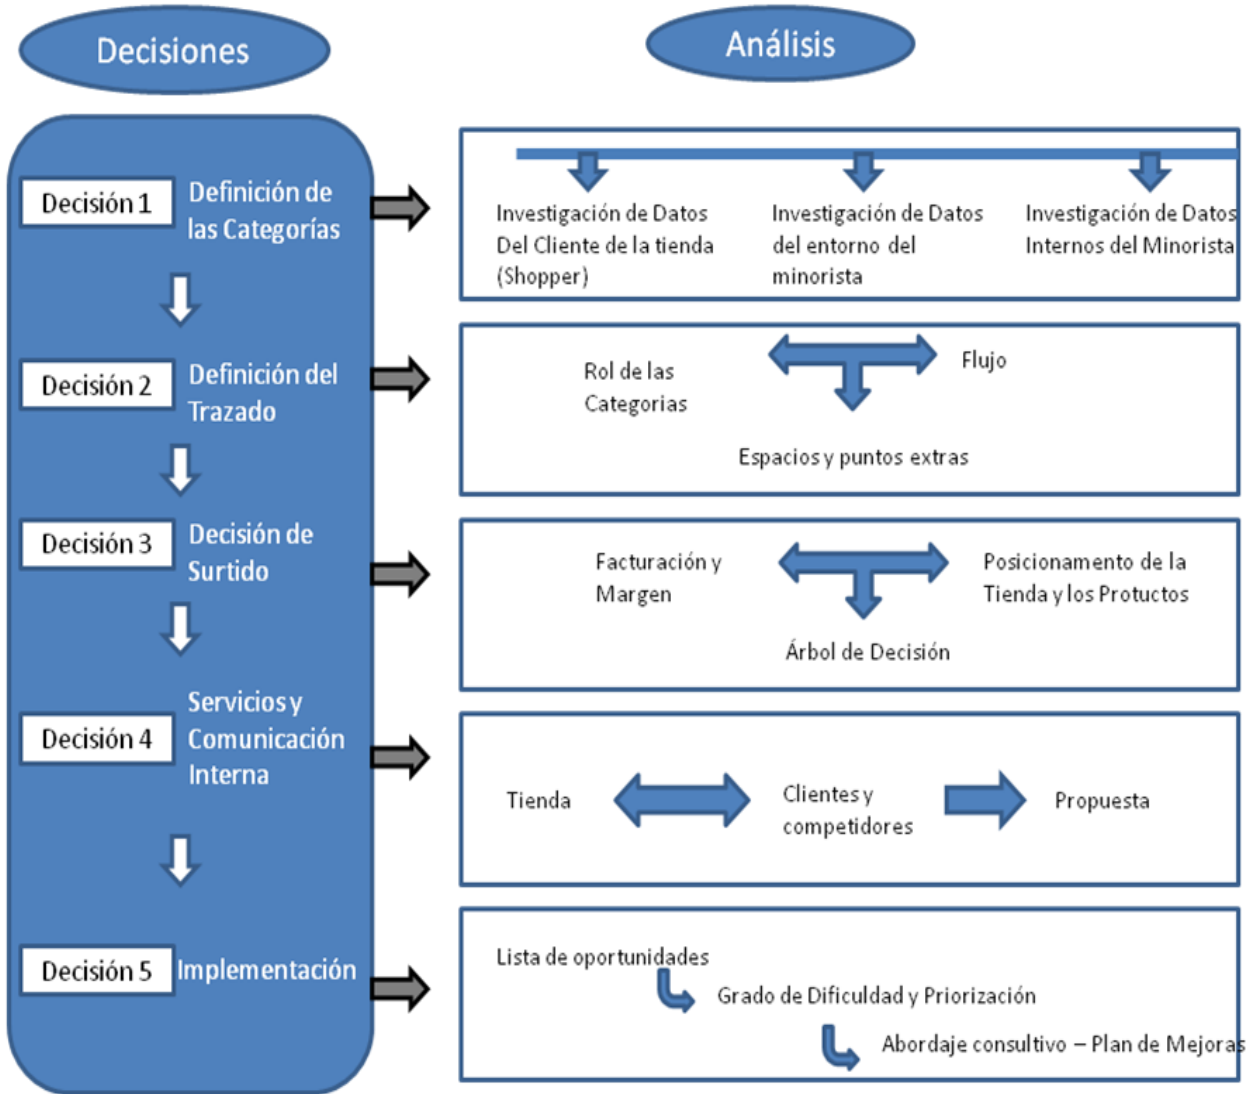 Decisiones
Análisis
Decisión 1
Definición de
las Categorías
Investigación de Datos
Del Cliente de la tienda
(Shopper)
Investigación de Datos
del entorno del
minorista
Investigación de Datos
Internos del Minorista
Decisión 2
Definición del
Trazado
Rol de las
Categorias
Flujo
Espacios y puntos extras
Decisión 3
Decisión de
Surtido
Facturación y
Margen
Posicionamento de la
Tienda y los Protuctos
Árbol de Decisión
Decisión 4
Servicios y
Comunicación
Interna
Tienda
Clientes y
competidores
Propuesta
Decisión 5
Implementación
Lista de oportunidades
Grado de Dificuldad y Priorización
Abordaje consultivo – Plan de Mejoras